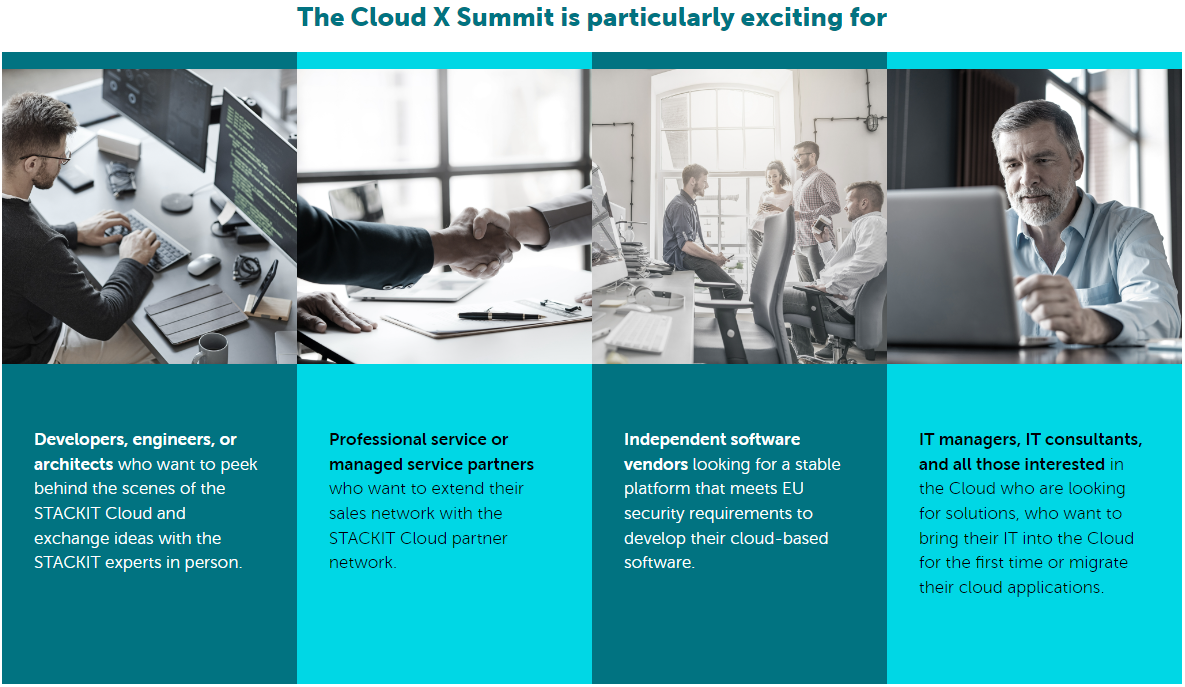 The Cloud X Summit is particularly exciting for
Developers, engineers, or
architects who want to peek
behind the scenes of the
STACKIT Cloud and
exchange ideas with the
STACKIT experts in person.
Professional service or
managed service partners
who want to extend their
sales network with the
STACKIT Cloud partner
network.
Independent software
vendors looking for a stable
platform that meets EU
security requirements to
develop their cloud-based
software.
IT managers, IT consultants,
and all those interested in
the Cloud who are looking
for solutions, who want to
bring their IT into the Cloud
for the first time or migrate
their cloud applications.